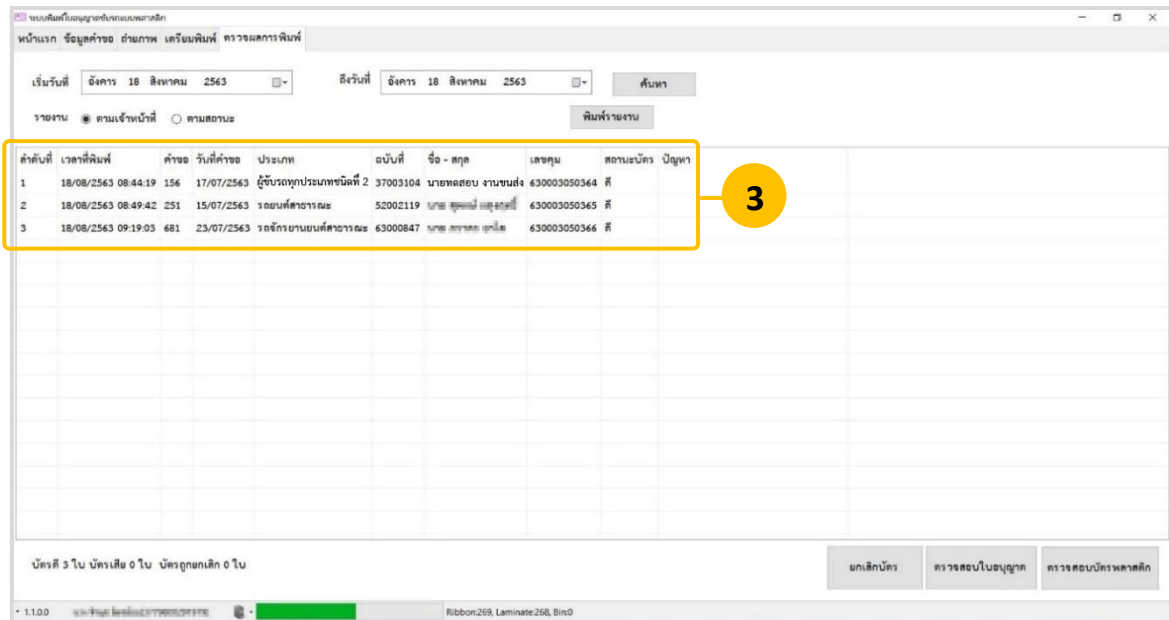 ระบบพิมพ์ใบอนุญาตขับรถแบบพลาสติก
หน้าแรก ข้อมูลคำขอ ถ่ายภาพ เตรียมพิมพ์ ตรวจผลการพิมพ์
เริ่มวันที่ อังคาร 18 สิงหาคม 2563 ถึงวันที่ อังคาร 18 สิงหาคม 2563 ค้นหา
รายงาน ตามเจ้าหน้าที่ ตามสถานะ พิมพ์รายงาน
ลำดับที่ เวลาที่พิมพ์ คำขอ วันที่คำขอ ประเภท ฉบับที่ ชื่อ - สกุล เลขคุม สถานะบัตร ปัญหา
1 18/08/2563 08:44:19 156 17/07/2563 ผู้ขับรถทุกประเภทชนิดที่ 2 37003104 นายทดสอบ งานขนส่ง 630003050364 ดี
2 18/08/2563 08:49:42 251 15/07/2563 รถยนต์สาธารณะ 52002119 นาย 630003050365 ดี
3 18/08/2563 09:19:03 681 23/07/2563 รถจักรยานยนต์สาธารณะ 63000847 นาย 630003050366 ดี
3
บัตรดี 3 ใบ บัตรเสีย 0 ใบ บัตรถูกยกเลิก 0 ใบ
ยกเลิกบัตร ตรวจสอบใบอนุญาต ตรวจสอบบัตรพลาสติก
1.1.0.0 Ribbon:269, Laminate:268, Bin:0